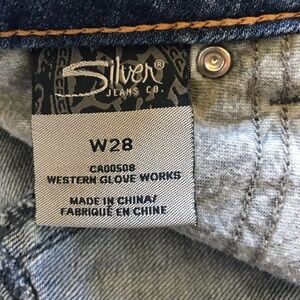 Silver®
JEANS CO.
W28
CA00508
WESTERN GLOVE WORKS
MADE IN CHINA/
FABRIQUÉ EN CHINE